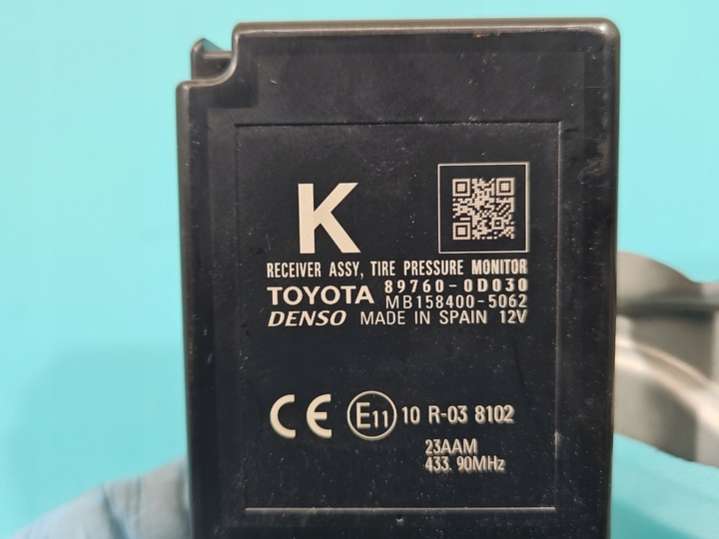 K
RECEIVER ASSY, TIRE PRESSURE MONITOR
TOYOTA 89760-0D030
MB158400-5062
DENSO MADE IN SPAIN 12V
CE E11 10 R-03 8102
23AAM
433.90MHz